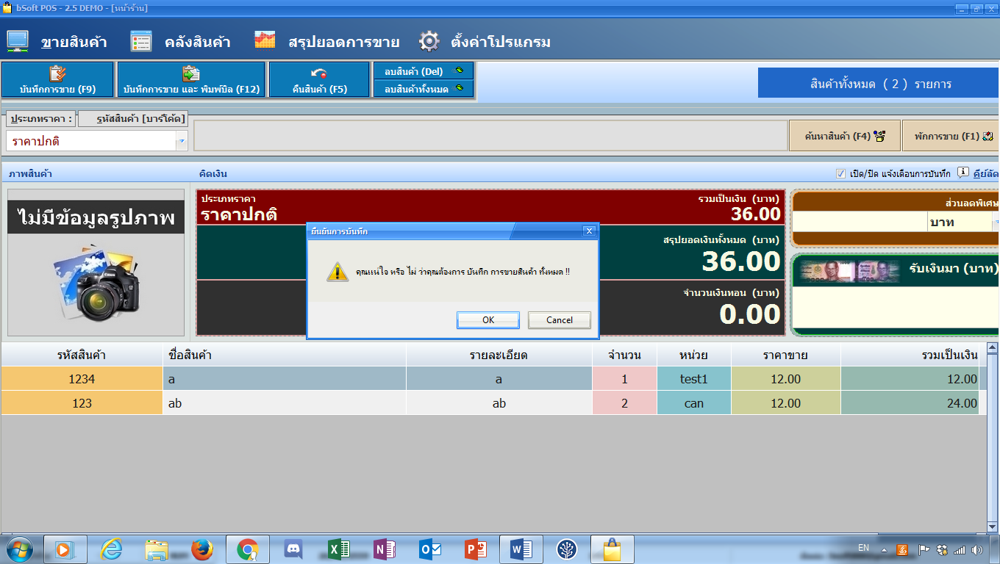 bSoft POS - 2.5 DEMO - [หน้าร้าน]
ขายสินค้า
คลังสินค้า
สรุปยอดการขาย
ตั้งค่าโปรแกรม
บันทึกการขาย (F9)
บันทึกการขาย และ พิมพ์บิล (F12)
คืนสินค้า (F5)
ลบสินค้า (Del)
ลบสินค้าทั้งหมด
สินค้าทั้งหมด ( 2 ) รายการ
ประเภทราคา :
รหัสสินค้า [บาร์โค้ด]
ราคาปกติ
ค้นหาสินค้า (F4)
พักการขาย (F1)
ภาพสินค้า
คิดเงิน
เปิด/ปิด แจ้งเตือนการบันทึก
คีย์ลัด
ไม่มีข้อมูลรูปภาพ
Canon
ประเภทราคา
ราคาปกติ
รวมเป็นเงิน (บาท)
36.00
สรุปยอดเงินทั้งหมด (บาท)
36.00
จำนวนเงินทอน (บาท)
0.00
ส่วนลดพิเศษ
บาท
รับเงินมา (บาท)
ยืนยันการบันทึก
คุณแน่ใจ หรือ ไม่ ว่าคุณต้องการ บันทึก การขายสินค้า ทั้งหมด !!
OK
Cancel
รหัสสินค้า ชื่อสินค้า รายละเอียด จำนวน หน่วย ราคาขาย รวมเป็นเงิน
1234 a a 1 test1 12.00 12.00
123 ab ab 2 can 12.00 24.00
EN